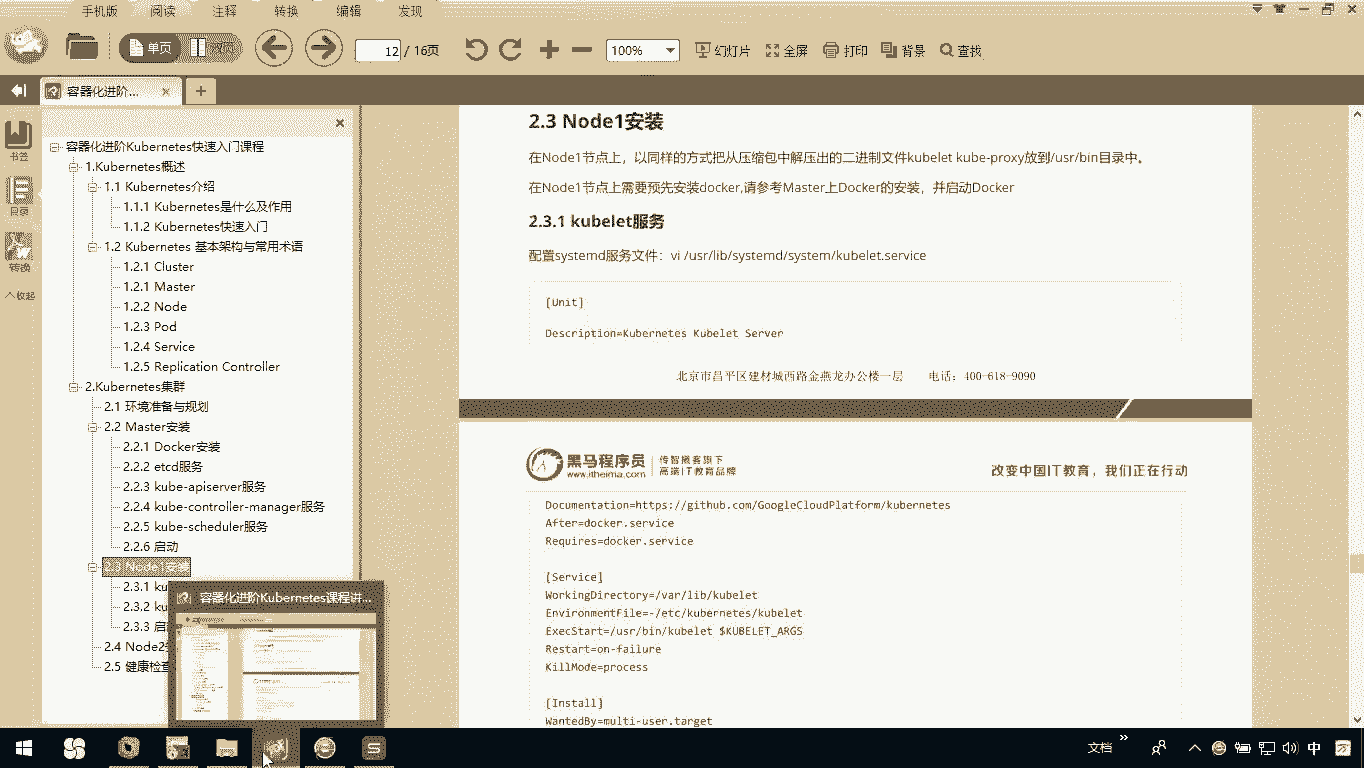 手机版 阅读 注释 转换 编辑 发现
单页 双页 12 / 16页 100% 幻灯片 全屏 打印 背景 查找
容器化进阶...
书签
目录
转换
收起
容器化进阶Kubernetes快速入门课程
1.Kubernetes概述
1.1 Kubernetes介绍
1.1.1 Kubernetes是什么及作用
1.1.2 Kubernetes快速入门
1.2 Kubernetes 基本架构与常用术语
1.2.1 Cluster
1.2.1 Master
1.2.2 Node
1.2.3 Pod
1.2.4 Service
1.2.5 Replication Controller
2.Kubernetes集群
2.1 环境准备与规划
2.2 Master安装
2.2.1 Docker安装
2.2.2 etcd服务
2.2.3 kube-apiserver服务
2.2.4 kube-controller-manager服务
2.2.5 kube-scheduler服务
2.2.6 启动
2.3 Node1安装
2.3.1 ku
2.3.2 ku
2.3.3 启
2.4 Node2
2.5 健康检查
容器化进阶Kubernetes课程讲...
2.3 Node1安装
在Node1节点上，以同样的方式把从压缩包中解压出的二进制文件kubelet kube-proxy放到/usr/bin目录中。
在Node1节点上需要预先安装docker,请参考Master上Docker的安装，并启动Docker
2.3.1 kubelet服务
配置systemd服务文件：vi /usr/lib/systemd/system/kubelet.service
[Unit]
Description=Kubernetes Kubelet Server
北京市昌平区建材城西路金燕龙办公楼一层 电话：400-618-9090
黑马程序员
www.itheima.com
传智播客旗下
高端IT教育品牌
改变中国IT教育，我们正在行动
Documentation=https://github.com/GoogleCloudPlatform/kubernetes
After=docker.service
Requires=docker.service
[Service]
WorkingDirectory=/var/lib/kubelet
EnvironmentFile=-/etc/kubernetes/kubelet
ExecStart=/usr/bin/kubelet $KUBELET_ARGS
Restart=on-failure
KillMode=process
[Install]
WantedBy=multi-user.target
文档
中